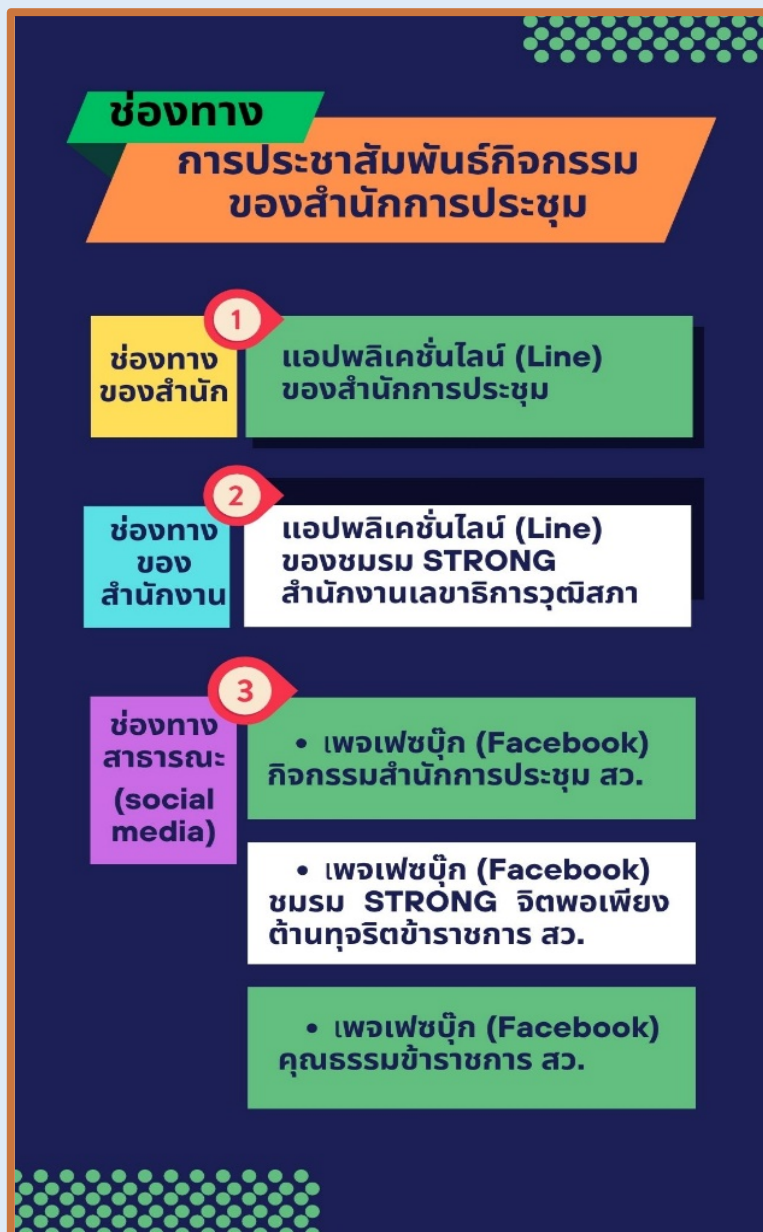 ช่องทาง
การประชาสัมพันธ์กิจกรรม
ของสำนักการประชุม
1
ช่องทาง
ของสำนัก
แอปพลิเคชั่นไลน์ (Line)
ของสำนักการประชุม
2
ช่องทาง
ของ
สำนักงาน
แอปพลิเคชั่นไลน์ (Line)
ของชมรม STRONG
สำนักงานเลขาธิการวุฒิสภา
3
ช่องทาง
สาธารณะ
(social
media)
• เพจเฟซบุ๊ก (Facebook)
กิจกรรมสำนักการประชุม สว.
• เพจเฟซบุ๊ก (Facebook)
ชมรม STRONG จิตพอเพียง
ต้านทุจริตข้าราชการ สว.
• เพจเฟซบุ๊ก (Facebook)
คุณธรรมข้าราชการ สว.